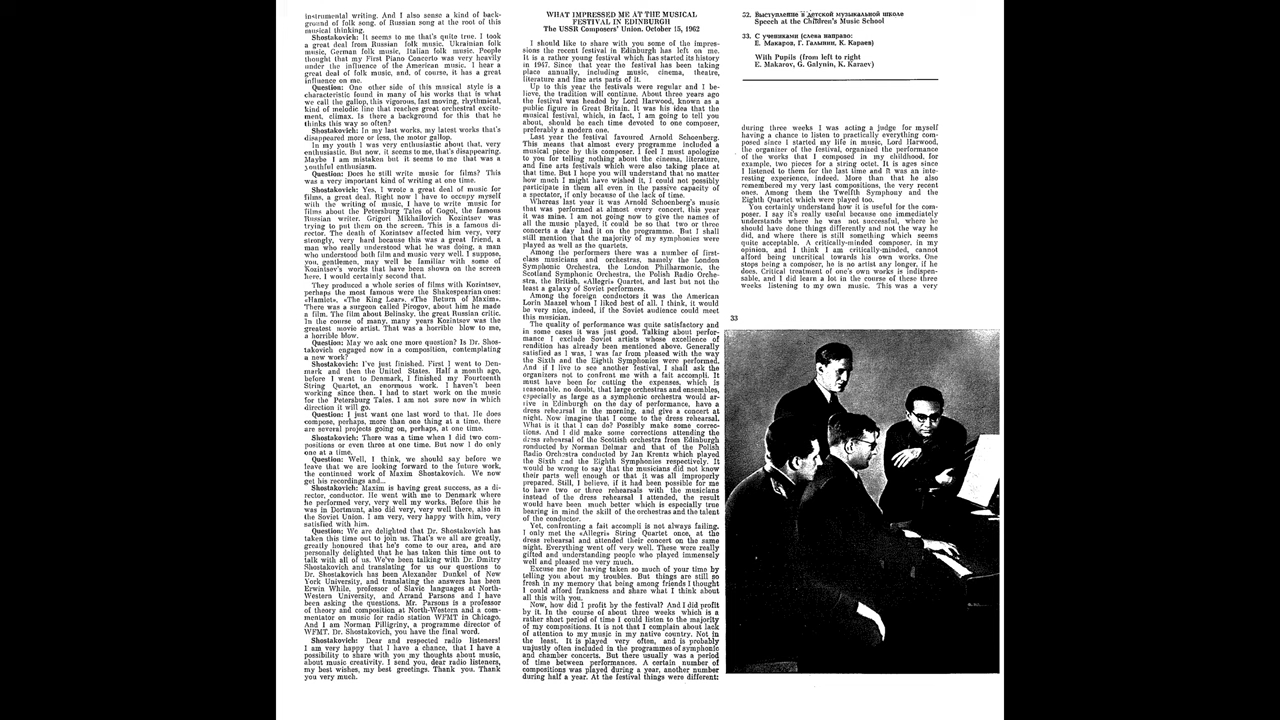 instrumental writing. And I also sense a kind of back-
ground of folk song, of Russian song at the root of this
musical thinking.
Shostakovich: It seems to me that's quite true. I took
a great deal from Russian folk music, Ukrainian folk
music, German folk music, Italian folk music. People
thought that my First Piano Concerto was very heavily
under the influence of the American music. I hear a
great deal of folk music, and, of course, it has a great
influence on me.
Question: One other side of this musical style is a
characteristic found in many of his works that is what
we call the gallop, this vigorous, fast moving, rhythmical,
kind of melodic line that reaches great orchestral excite-
ment, climax. Is there a background for this that he
thinks this way so often?
Shostakovich: In my last works, my latest works that's
disappeared more or less, the motor gallop.
In my youth I was very enthusiastic about that, very
enthusiastic. But now, it seems to me, that's disappearing.
Maybe I am mistaken but it seems to me that was a
youthful enthusiasm.
Question: Does he still write music for films? This
was a very important kind of writing at one time.
Shostakovich: Yes, I wrote a great deal of music for
films, a great deal. Right now I have to occupy myself
with the writing of music, I have to write music for
films about the Petersburg Tales of Gogol, the famous
Russian writer. Grigori Mikhailovich Kozintsev was
trying to put them on the screen. This is a famous di-
rector. The death of Kozintsev affected him very, very
strongly, very hard because this was a great friend, a
man who really understood what he was doing, a man
who understood both film and music very well. I suppose,
you, gentlemen, may well be familiar with some of
Kozintsev's works that have been shown on the screen
here. I would certainly second that.
They produced a whole series of films with Kozintsev,
perhaps the most famous were the Shakespearian ones:
«Hamlet», «The King Lear», «The Return of Maxim».
There was a surgeon called Pirogov, about him he made
a film. The film about Belinsky, the great Russian critic.
In the course of many, many years Kozintsev was the
greatest movie artist. That was a horrible blow to me,
a horrible blow.
Question: May we ask one more question? Is Dr. Shos-
takovich engaged now in a composition, contemplating
a new work?
Shostakovich: I've just finished. First I went to Den-
mark and then the United States. Half a month ago,
before I went to Denmark, I finished my Fourteenth
String Quartet, an enormous work. I haven't been
working since then. I had to start work on the music
for the Petersburg Tales. I am not sure now in which
direction it will go.
Question: I just want one last word to that. He does
compose, perhaps, more than one thing at a time, there
are several projects going on, perhaps, at one time.
Shostakovich: There was a time when I did two com-
positions or even three at one time. But now I do only
one at a time.
Question: Well, I think, we should say before we
leave that we are looking forward to the future work,
the continued work of Maxim Shostakovich. We now
get his recordings and...
Shostakovich: Maxim is having great success, as a di-
rector, conductor. He went with me to Denmark where
he performed very, very well my works. Before this he
was in Dortmunt, also did very, very well there, also in
the Soviet Union. I am very, very happy with him, very
satisfied with him.
Question: We are delighted that Dr. Shostakovich has
taken this time out to join us. That's we all are greatly,
greatly honoured that he's come to our area, and are
personally delighted that he has taken this time out to
talk with all of us. We've been talking with Dr. Dmitry
Shostakovich and translating for us our questions to
Dr. Shostakovich has been Alexander Dunkel of New
York University, and translating the answers has been
Erwin While, professor of Slavic languages at North-
Western University, and Arrand Parsons and I have
been asking the questions. Mr. Parsons is a professor
of theory and composition at North-Western and a com-
mentator on music for radio station WFMT in Chicago.
And I am Norman Pilligriny, a programme director of
WFMT. Dr. Shostakovich, you have the final word.
Shostakovich: Dear and respected radio listeners!
I am very happy that I have a chance, that I have a
possibility to share with you my thoughts about music,
about music creativity. I send you, dear radio listeners,
my best wishes, my best greetings. Thank you. Thank
you very much.
WHAT IMPRESSED ME AT THE MUSICAL
FESTIVAL IN EDINBURGH
The USSR Composers' Union. October 15, 1962
I should like to share with you some of the impres-
sions the recent festival in Edinburgh has left on me.
It is a rather young festival which has started its history
in 1947. Since that year the festival has been taking
place annually, including music, cinema, theatre,
literature and fine arts parts of it.
Up to this year the festivals were regular and I be-
lieve, the tradition will continue. About three years ago
the festival was headed by Lord Harwood, known as a
public figure in Great Britain. It was his idea that the
musical festival, which, in fact, I am going to tell you
about, should be each time devoted to one composer,
preferably a modern one.
Last year the festival favoured Arnold Schoenberg.
This means that almost every programme included a
musical piece by this composer. I feel I must apologize
to you for telling nothing about the cinema, literature,
and fine arts festivals which were also taking place at
that time. But I hope you will understand that no matter
how much I might have wished it, I could not possibly
participate in them all even in the passive capacity of
a spectator, if only because of the lack of time.
Whereas last year it was Arnold Schoenberg's music
that was performed at almost every concert, this year
it was mine. I am not going now to give the names of
all the music played, it could be so that two or three
concerts a day had it on the programme. But I shall
still mention that the majority of my symphonies were
played as well as the quartets.
Among the performers there was a number of first-
class musicians and orchestras, namely the London
Symphonic Orchestra, the London Philharmonic, the
Scotland Symphonic Orchestra, the Polish Radio Orche-
stra, the British, «Allegri» Quartet, and last but not the
least a galaxy of Soviet performers.
Among the foreign conductors it was the American
Lorin Maazel whom I liked best of all. I think, it would
be very nice, indeed, if the Soviet audience could meet
this musician.
The quality of performance was quite satisfactory and
in some cases it was just good. Talking about perfor-
mance I exclude Soviet artists whose excellence of
rendition has already been mentioned above. Generally
satisfied as I was, I was far from pleased with the way
the Sixth and the Eighth Symphonies were performed.
And if I live to see another festival, I shall ask the
organizers not to confront me with a fait accompli. It
must have been for cutting the expenses, which is
reasonable, no doubt, that large orchestras and ensembles,
especially as large as a symphonic orchestra would ar-
rive in Edinburgh on the day of performance, have a
dress rehearsal in the morning, and give a concert at
night. Now imagine that I come to the dress rehearsal.
What is it that I can do? Possibly make some correc-
tions. And I did make some corrections attending the
dress rehearsal of the Scottish orchestra from Edinburgh
conducted by Norman Delmar and that of the Polish
Radio Orchestra conducted by Jan Krentz which played
the Sixth and the Eighth Symphonies respectively. It
would be wrong to say that the musicians did not know
their parts well enough or that it was all improperly
prepared. Still, I believe, if it had been possible for me
to have two or three rehearsals with the musicians
instead of the dress rehearsal I attended, the result
would have been much better which is especially true
bearing in mind the skill of the orchestras and the talent
of the conductor.
Yet, confronting a fait accompli is not always failing.
I only met the «Allegri» String Quartet once, at the
dress rehearsal and attended their concert on the same
night. Everything went off very well. These were really
gifted and understanding people who played immensely
well and pleased me very much.
Excuse me for having taken so much of your time by
telling you about my troubles. But things are still so
fresh in my memory that being among friends I thought
I could afford frankness and share what I think about
all this with you.
Now, how did I profit by the festival? And I did profit
by it. In the course of about three weeks which is a
rather short period of time I could listen to the majority
of my compositions. It is not that I complain about lack
of attention to my music in my native country. Not in
the least. It is played very often, and is probably
unjustly often included in the programmes of symphonic
and chamber concerts. But there usually was a period
of time between performances. A certain number of
compositions was played during a year, another number
during half a year. At the festival things were different:
32. Выступление в детской музыкальной школе
Speech at the Children's Music School
33. С учениками (слева направо:
Е. Макаров, Г. Галынин, К. Караев)
With Pupils (from left to right
E. Makarov, G. Galynin, K. Karaev)
during three weeks I was acting a judge for myself
having a chance to listen to practically everything com-
posed since I started my life in music, Lord Harwood,
the organizer of the festival, organized the performance
of the works that I composed in my childhood, for
example, two pieces for a string octet. It is ages since
I listened to them for the last time and it was an inte-
resting experience, indeed. More than that he also
remembered my very last compositions, the very recent
ones. Among them the Twelfth Symphony and the
Eighth Quartet which were played too.
You certainly understand how it is useful for the com-
poser. I say it's really useful because one immediately
understands where he was not successful, where he
should have done things differently and not the way he
did, and where there is still something which seems
quite acceptable. A critically-minded composer, in my
opinion, and I think I am critically-minded, cannot
afford being uncritical towards his own works. One
stops being a composer, he is no artist any longer, if he
does. Critical treatment of one's own works is indispen-
sable, and I did learn a lot in the course of these three
weeks listening to my own music. This was a very
33